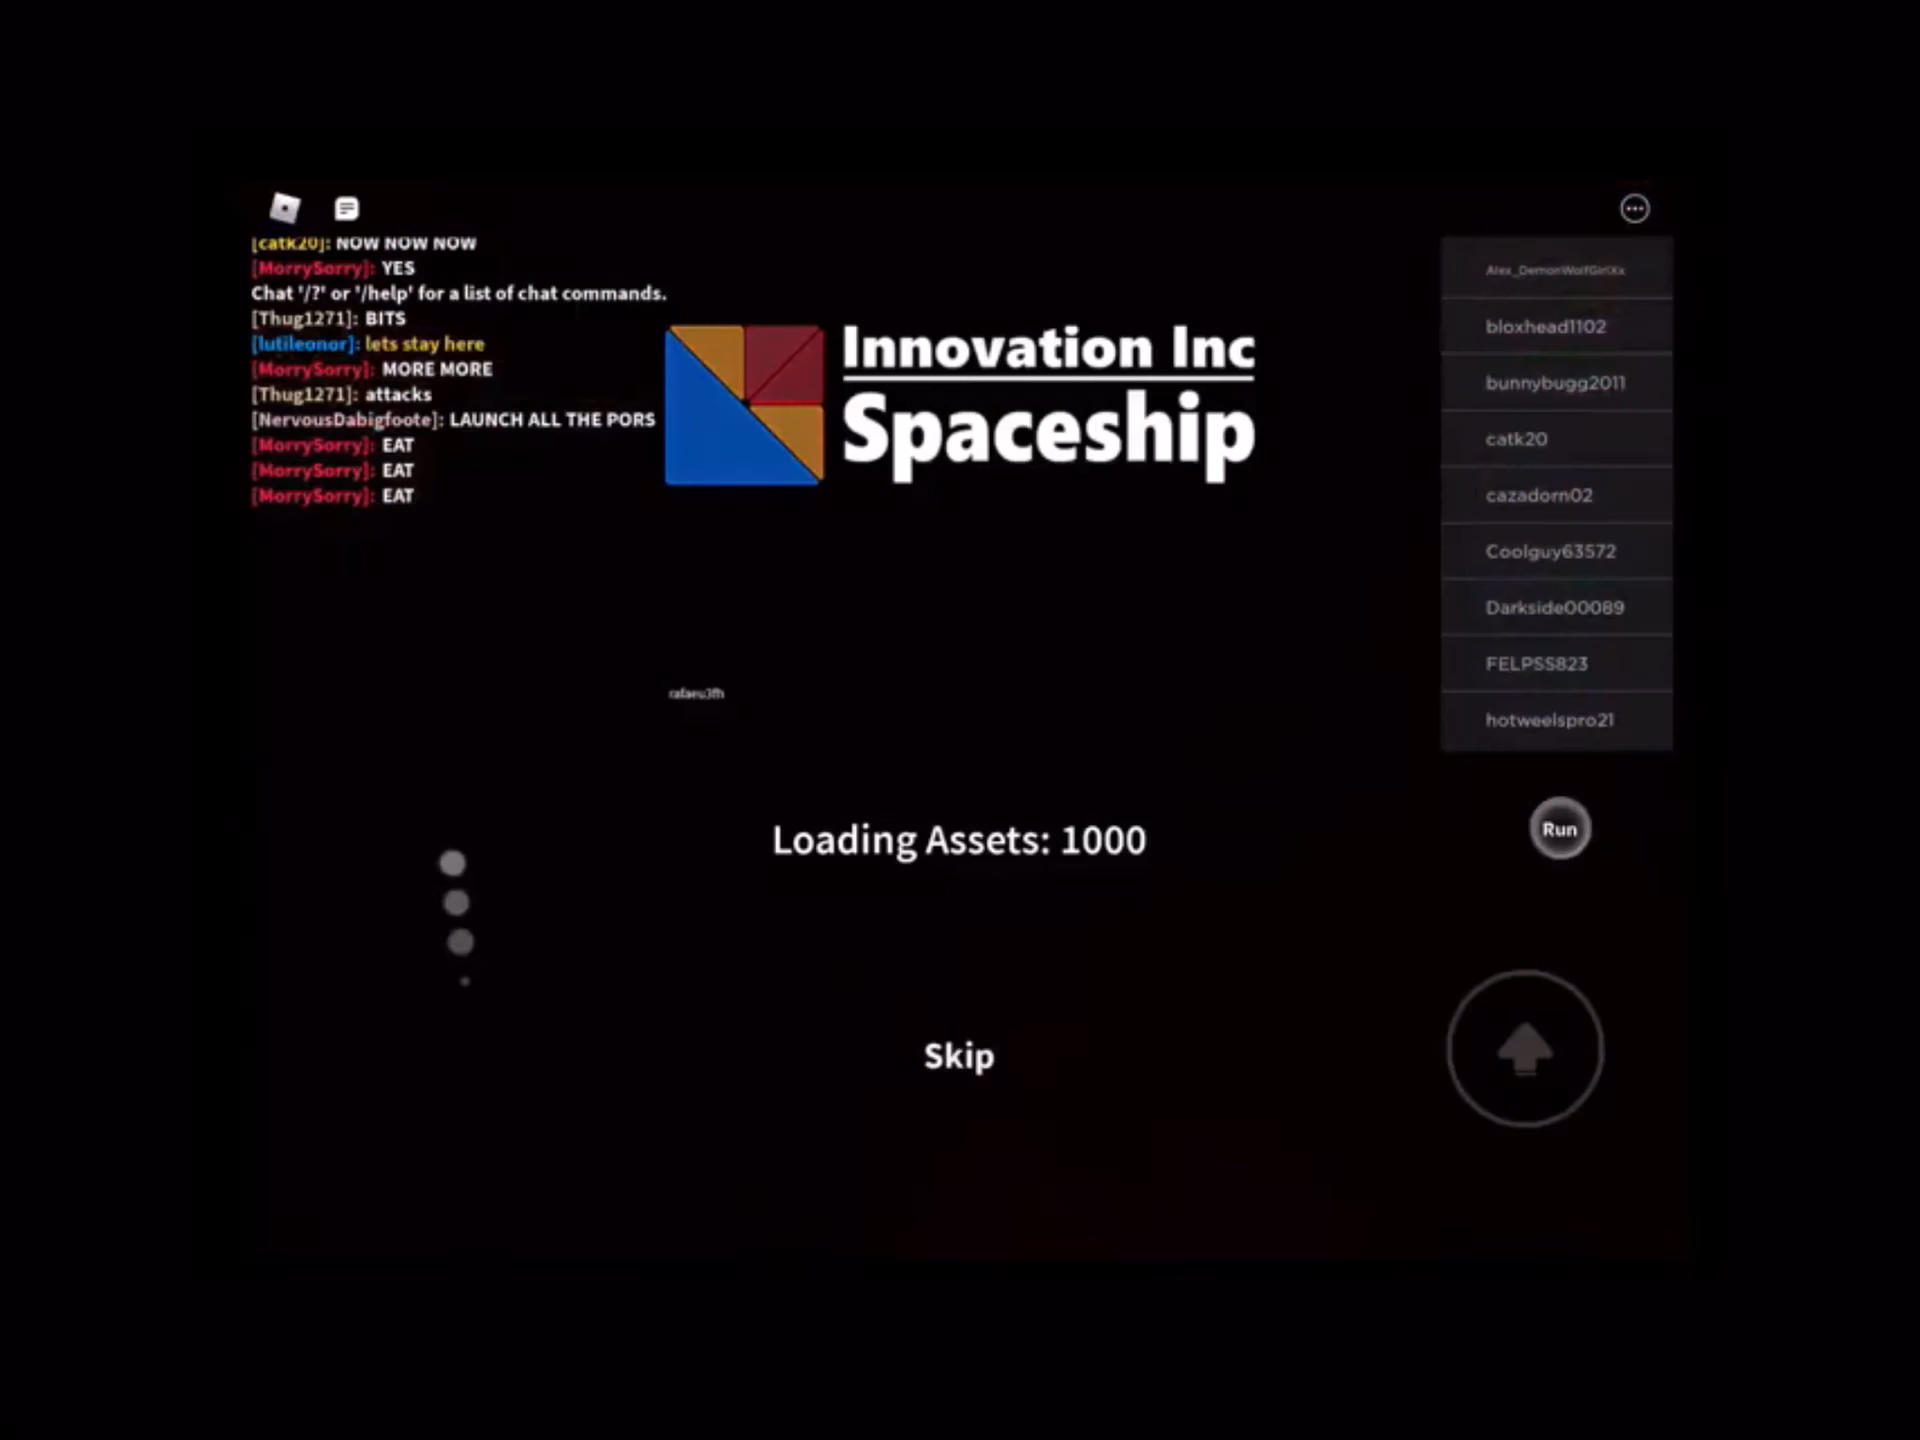 [catk20]: NOW NOW NOW
[MorrySorry]: YES
Chat '/?' or '/help' for a list of chat commands.
[Thug1271]: BITS
[lutileonor]: lets stay here
[MorrySorry]: MORE MORE
[Thug1271]: attacks
[NervousDabigfoote]: LAUNCH ALL THE PORS
[MorrySorry]: EAT
[MorrySorry]: EAT
[MorrySorry]: EAT
Innovation Inc
Spaceship
Alex_DemonWolfGirlXx
bloxhead1102
bunnybugg2011
catk20
cazadorn02
Coolguy63572
Darkside00089
FELPSS823
hotweelspro21
Run
Loading Assets: 1000
Skip